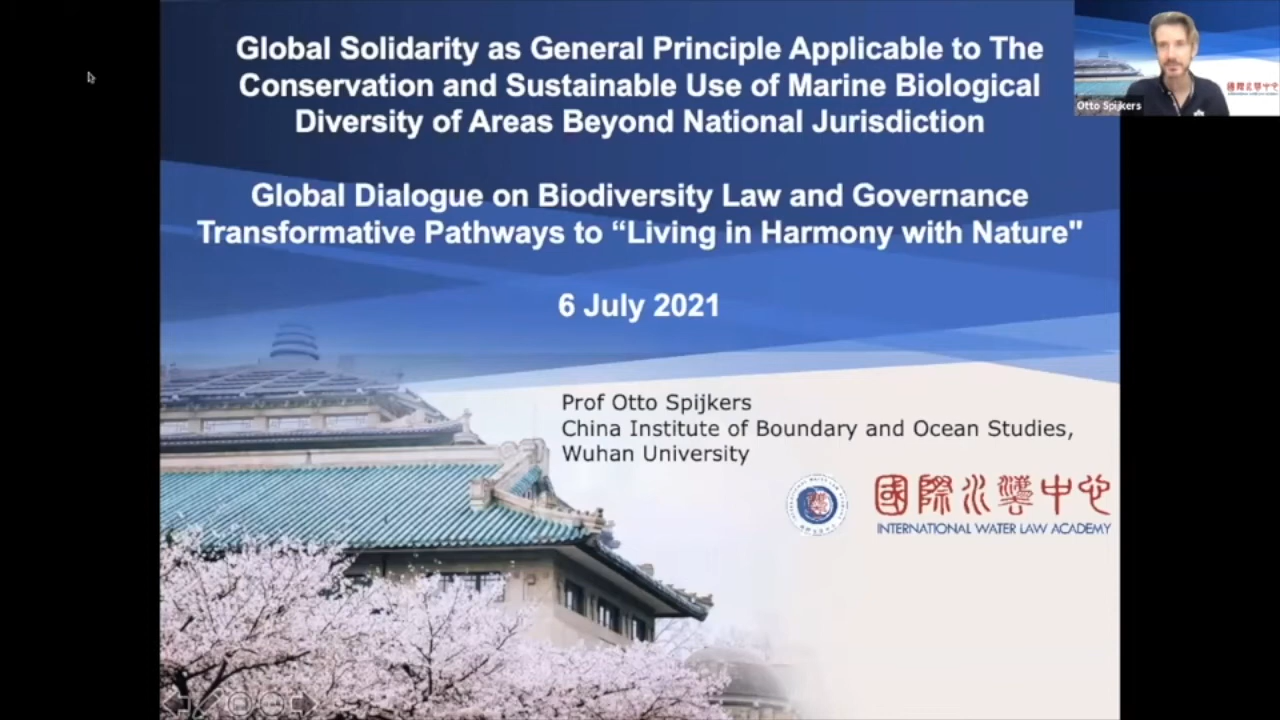 Global Solidarity as General Principle Applicable to The
Conservation and Sustainable Use of Marine Biological
Diversity of Areas Beyond National Jurisdiction
Global Dialogue on Biodiversity Law and Governance
Transformative Pathways to “Living in Harmony with Nature"
6 July 2021
Otto Spijkers
Prof Otto Spijkers
China Institute of Boundary and Ocean Studies,
Wuhan University
國際水灋中心
INTERNATIONAL WATER LAW ACADEMY